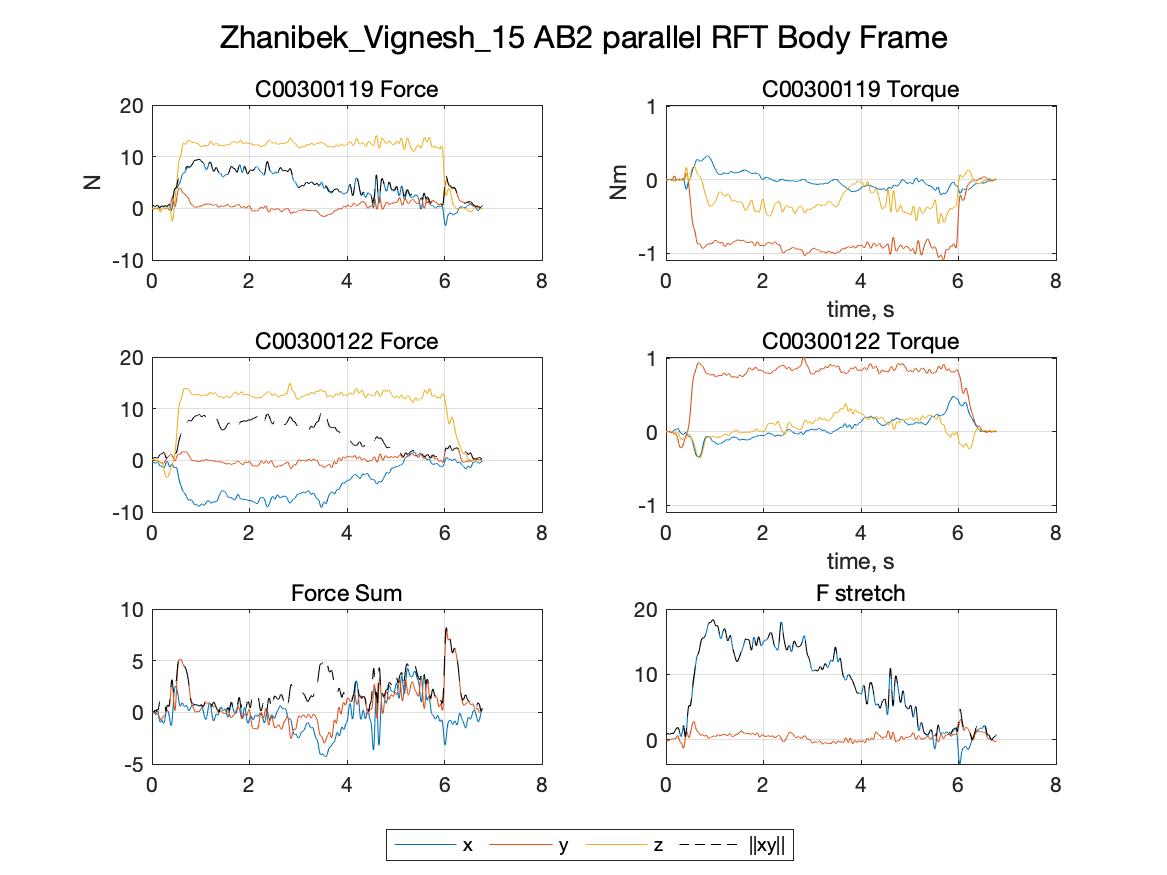 Zhanibek_Vignesh_15 AB2 parallel RFT Body Frame
C00300119 Force
20
10
0
-10
N
0 2 4 6 8
C00300119 Torque
1
0
-1
Nm
0 2 4 6 8
time, s
C00300122 Force
20
10
0
-10
0 2 4 6 8
C00300122 Torque
1
0
-1
0 2 4 6 8
time, s
Force Sum
10
5
0
-5
0 2 4 6 8
F stretch
20
10
0
0 2 4 6 8
x y z ||xy||